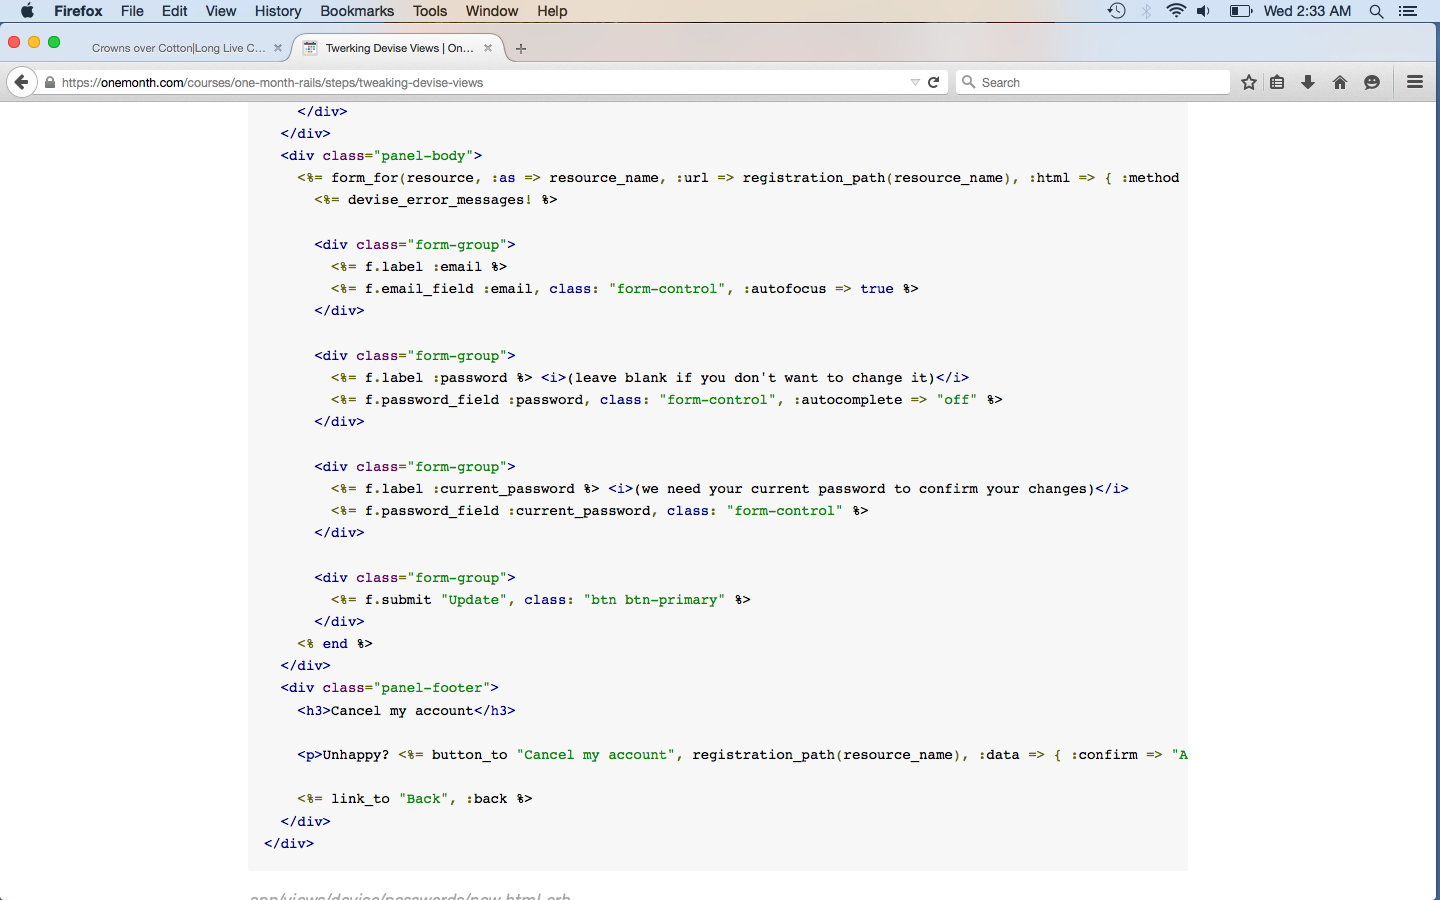 Firefox File Edit View History Bookmarks Tools Window Help Wed 2:33 AM
Crowns over Cotton|Long Live C... Twerking Devise Views | On...
https://onemonth.com/courses/one-month-rails/steps/tweaking-devise-views Search
</div>
</div>
<div class="panel-body">
<%= form_for(resource, :as => resource_name, :url => registration_path(resource_name), :html => { :method
<%= devise_error_messages! %>
<div class="form-group">
<%= f.label :email %>
<%= f.email_field :email, class: "form-control", :autofocus => true %>
</div>
<div class="form-group">
<%= f.label :password %> <i>(leave blank if you don't want to change it)</i>
<%= f.password_field :password, class: "form-control", :autocomplete => "off" %>
</div>
<div class="form-group">
<%= f.label :current_password %> <i>(we need your current password to confirm your changes)</i>
<%= f.password_field :current_password, class: "form-control" %>
</div>
<div class="form-group">
<%= f.submit "Update", class: "btn btn-primary" %>
</div>
<% end %>
</div>
<div class="panel-footer">
<h3>Cancel my account</h3>
<p>Unhappy? <%= button_to "Cancel my account", registration_path(resource_name), :data => { :confirm => "A
<%= link_to "Back", :back %>
</div>
</div>
app/views/devise/passwords/new.html.erb